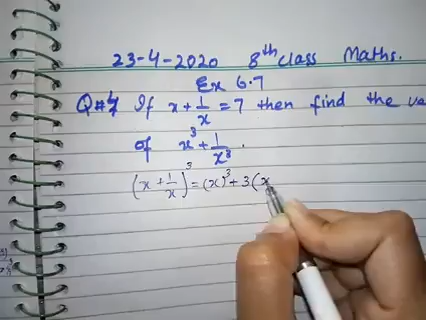 23-4-2020 8th class Maths.
Ex 6.7
Q#4 If x + 1/x = 7 then find the
of x³ + 1/x³.
(x + 1/x)³ = (x)³ + 3(x